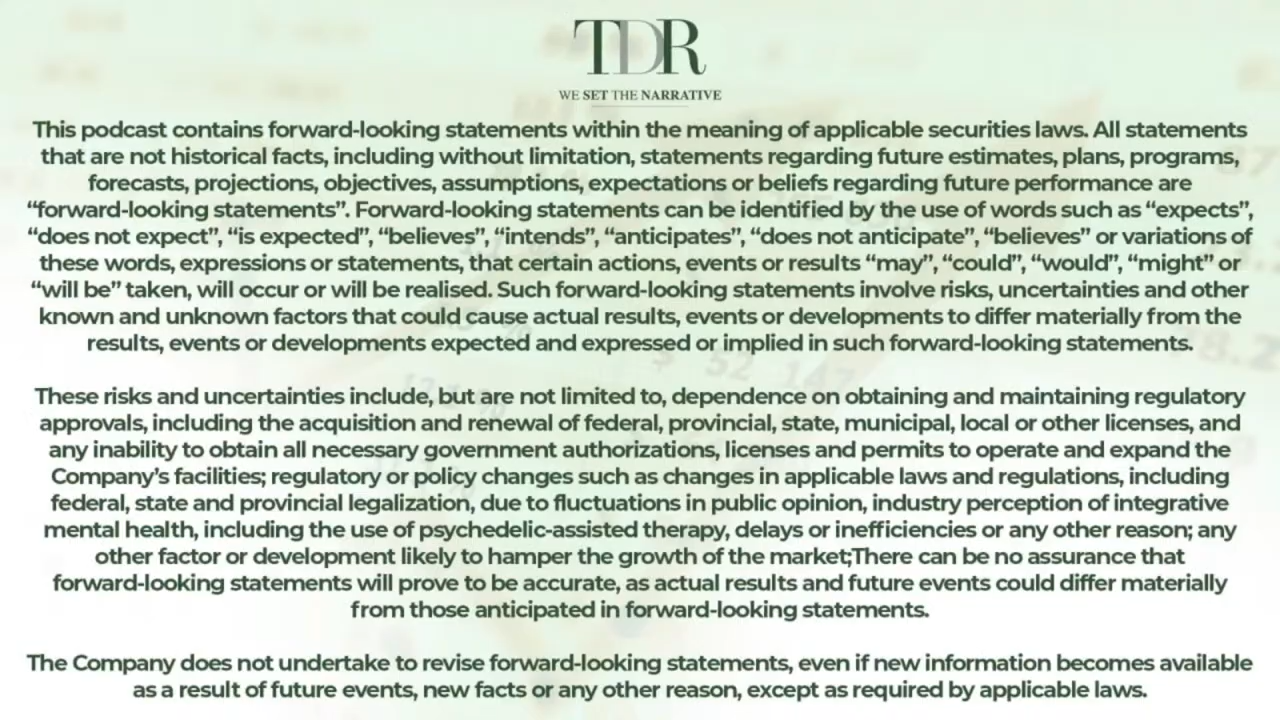 TDR
WE SET THE NARRATIVE
This podcast contains forward-looking statements within the meaning of applicable securities laws. All statements
that are not historical facts, including without limitation, statements regarding future estimates, plans, programs,
forecasts, projections, objectives, assumptions, expectations or beliefs regarding future performance are
“forward-looking statements”. Forward-looking statements can be identified by the use of words such as “expects”,
“does not expect”, “is expected”, “believes”, “intends”, “anticipates”, “does not anticipate”, “believes” or variations of
these words, expressions or statements, that certain actions, events or results “may”, “could”, “would”, “might” or
“will be” taken, will occur or will be realised. Such forward-looking statements involve risks, uncertainties and other
known and unknown factors that could cause actual results, events or developments to differ materially from the
results, events or developments expected and expressed or implied in such forward-looking statements.
These risks and uncertainties include, but are not limited to, dependence on obtaining and maintaining regulatory
approvals, including the acquisition and renewal of federal, provincial, state, municipal, local or other licenses, and
any inability to obtain all necessary government authorizations, licenses and permits to operate and expand the
Company’s facilities; regulatory or policy changes such as changes in applicable laws and regulations, including
federal, state and provincial legalization, due to fluctuations in public opinion, industry perception of integrative
mental health, including the use of psychedelic-assisted therapy, delays or inefficiencies or any other reason; any
other factor or development likely to hamper the growth of the market;There can be no assurance that
forward-looking statements will prove to be accurate, as actual results and future events could differ materially
from those anticipated in forward-looking statements.
The Company does not undertake to revise forward-looking statements, even if new information becomes available
as a result of future events, new facts or any other reason, except as required by applicable laws.